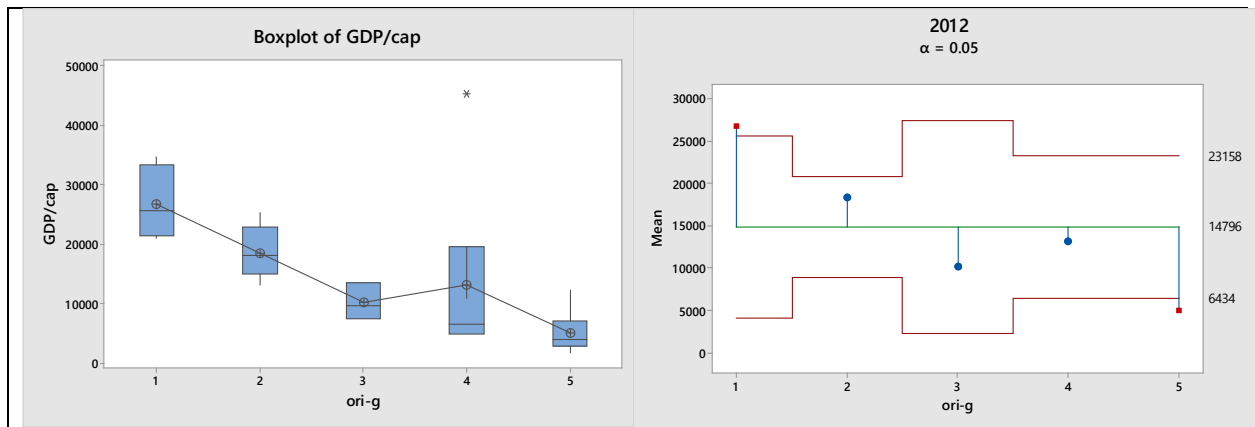 Boxplot of GDP/cap
50000
40000
30000
20000
10000
0
GDP/cap
1 2 3 4 5
ori-g
2012
α = 0.05
30000
25000
20000
15000
10000
5000
0
Mean
23158
14796
6434
1 2 3 4 5
ori-g